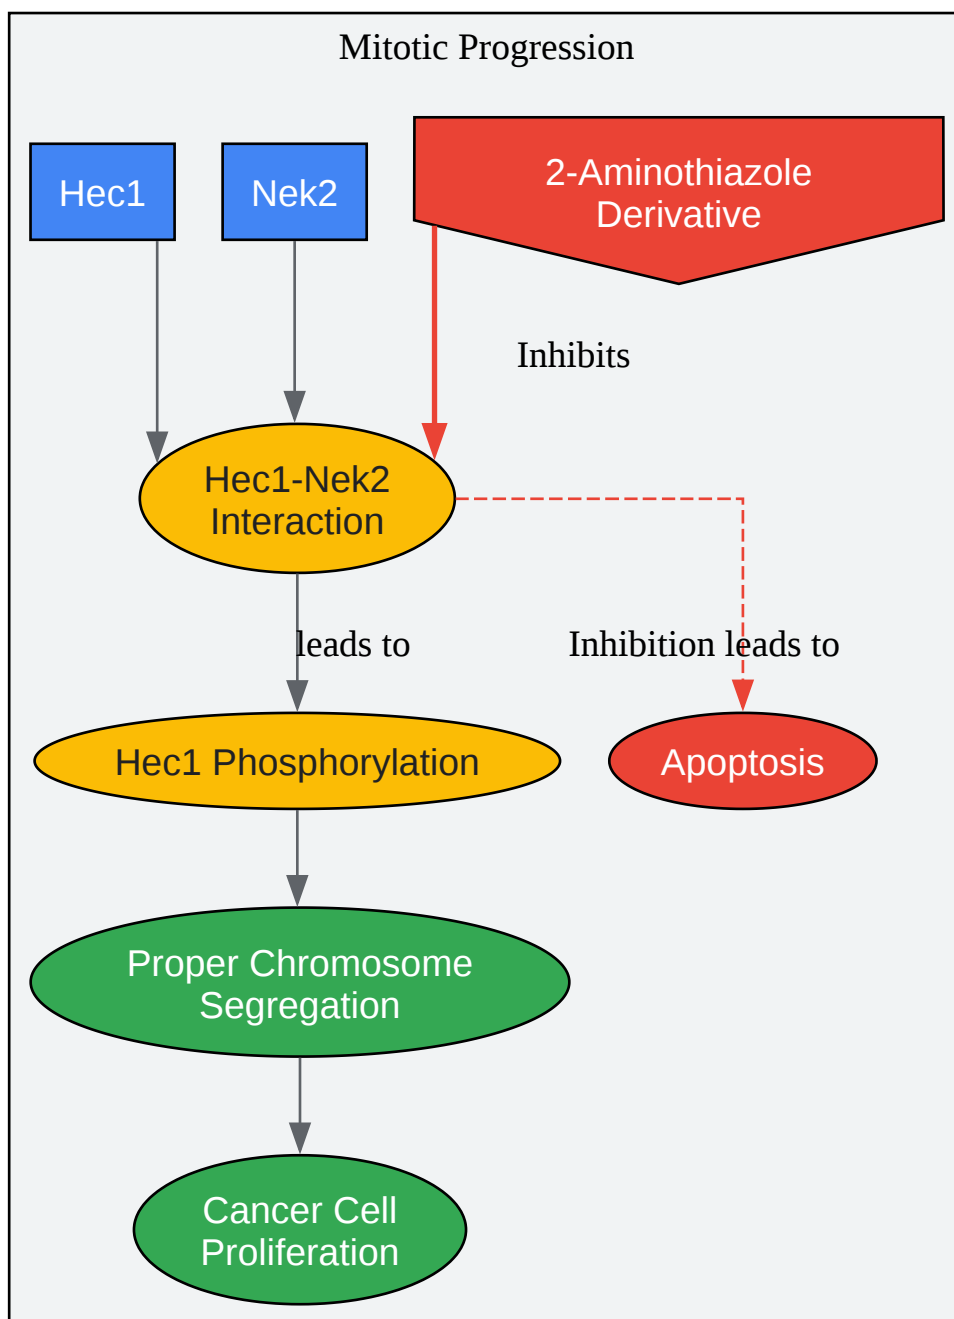 Mitotic Progression
Hec1
Nek2
2-Aminothiazole
Derivative
Inhibits
Hec1-Nek2
Interaction
leads to
Inhibition leads to
Hec1 Phosphorylation
Apoptosis
Proper Chromosome
Segregation
Cancer Cell
Proliferation